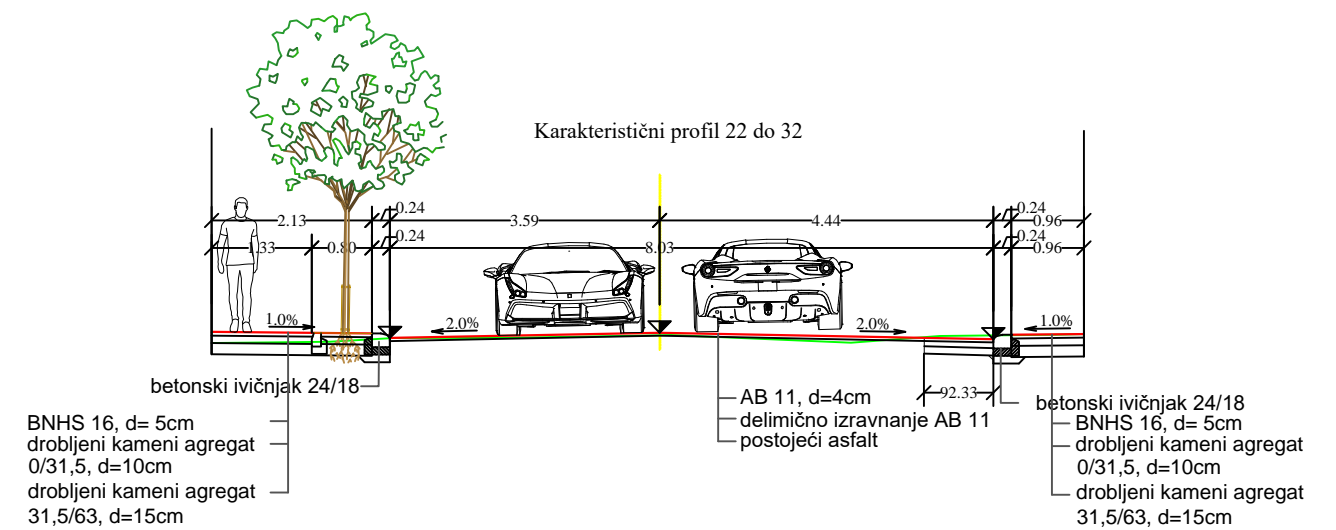 Karakteristični profil 22 do 32
2.13
0.24
3.59
4.44
0.24
0.96
1.33
0.80
0.24
8.03
0.24
0.96
1.0%
2.0%
2.0%
1.0%
betonski ivičnjak 24/18
92.33
BNHS 16, d= 5cm
drobljeni kameni agregat
0/31,5, d=10cm
drobljeni kameni agregat
31,5/63, d=15cm
AB 11, d=4cm
delimično izravnanje AB 11
postojeći asfalt
betonski ivičnjak 24/18
BNHS 16, d= 5cm
drobljeni kameni agregat
0/31,5, d=10cm
drobljeni kameni agregat
31,5/63, d=15cm